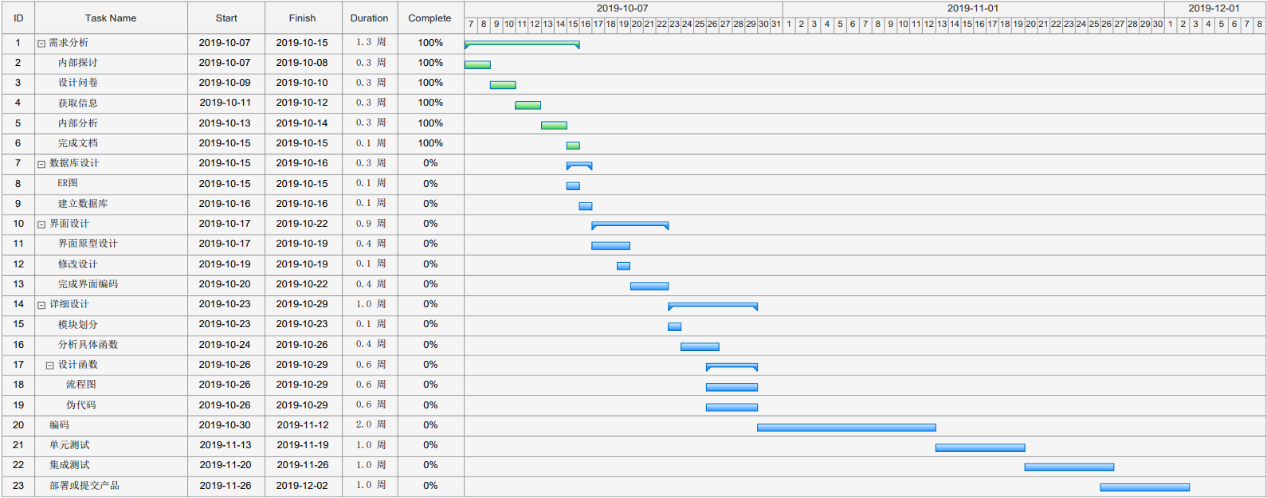 ID Task Name Start Finish Duration Complete 2019-10-07 2019-11-01 2019-12-01
7 8 9 10 11 12 13 14 15 16 17 18 19 20 21 22 23 24 25 26 27 28 29 30 31 1 2 3 4 5 6 7 8 9 10 11 12 13 14 15 16 17 18 19 20 21 22 23 24 25 26 27 28 29 30 1 2 3 4 5 6 7 8
1 需求分析 2019-10-07 2019-10-15 1.3 周 100%
2 内部探讨 2019-10-07 2019-10-08 0.3 周 100%
3 设计问卷 2019-10-09 2019-10-10 0.3 周 100%
4 获取信息 2019-10-11 2019-10-12 0.3 周 100%
5 内部分析 2019-10-13 2019-10-14 0.3 周 100%
6 完成文档 2019-10-15 2019-10-15 0.1 周 100%
7 数据库设计 2019-10-15 2019-10-16 0.3 周 0%
8 ER图 2019-10-15 2019-10-15 0.1 周 0%
9 建立数据库 2019-10-16 2019-10-16 0.1 周 0%
10 界面设计 2019-10-17 2019-10-22 0.9 周 0%
11 界面原型设计 2019-10-17 2019-10-19 0.4 周 0%
12 修改设计 2019-10-19 2019-10-19 0.1 周 0%
13 完成界面编码 2019-10-20 2019-10-22 0.4 周 0%
14 详细设计 2019-10-23 2019-10-29 1.0 周 0%
15 模块划分 2019-10-23 2019-10-23 0.1 周 0%
16 分析具体函数 2019-10-24 2019-10-26 0.4 周 0%
17 设计函数 2019-10-26 2019-10-29 0.6 周 0%
18 流程图 2019-10-26 2019-10-29 0.6 周 0%
19 伪代码 2019-10-26 2019-10-29 0.6 周 0%
20 编码 2019-10-30 2019-11-12 2.0 周 0%
21 单元测试 2019-11-13 2019-11-19 1.0 周 0%
22 集成测试 2019-11-20 2019-11-26 1.0 周 0%
23 部署或提交产品 2019-11-26 2019-12-02 1.0 周 0%